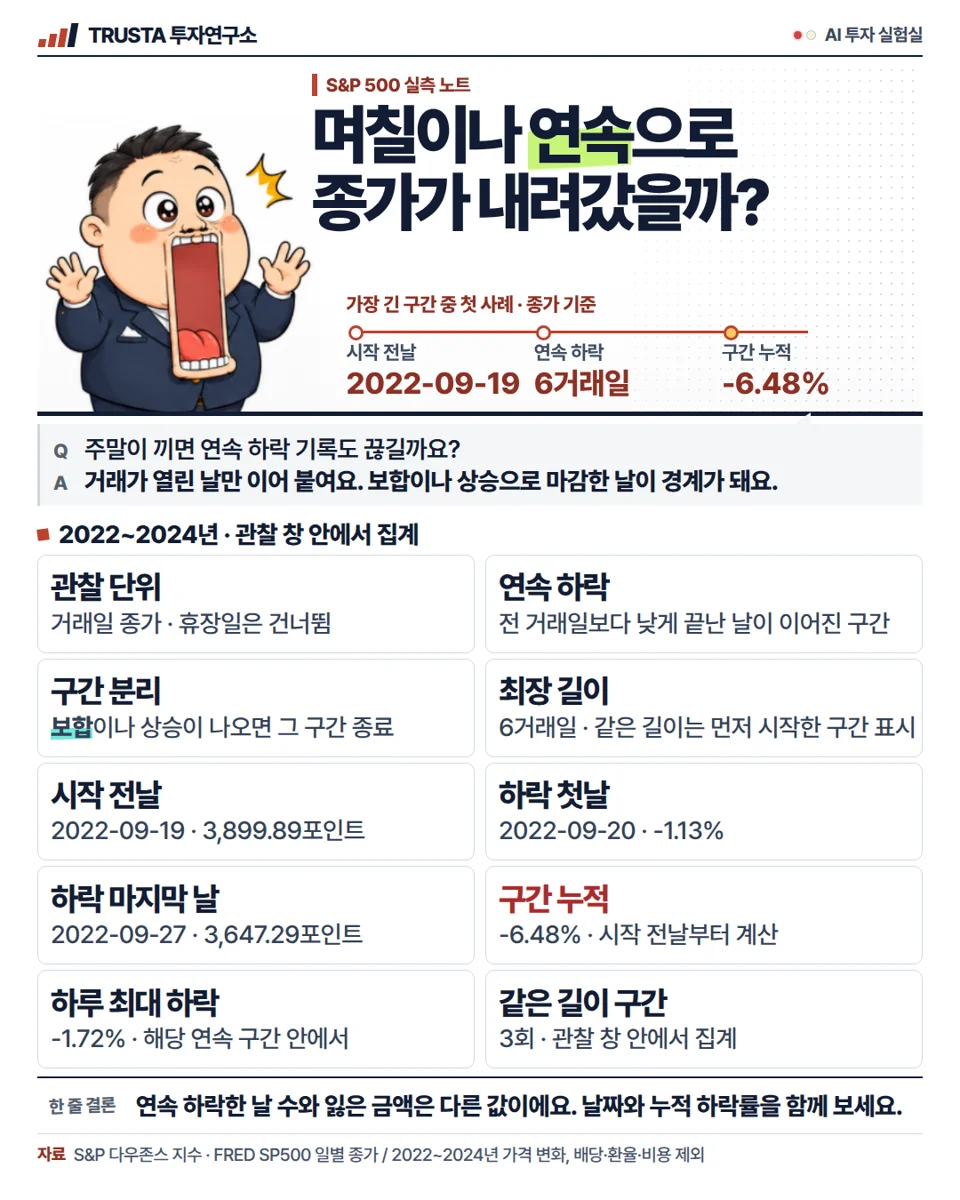 TRUSTA 투자연구소
AI 투자 실험실
S&P 500 실측 노트
며칠이나 연속으로
종가가 내려갔을까?
가장 긴 구간 중 첫 사례 · 종가 기준
시작 전날
2022-09-19
연속 하락
6거래일
구간 누적
-6.48%
Q 주말이 끼면 연속 하락 기록도 끊길까요?
A 거래가 열린 날만 이어 붙여요. 보합이나 상승으로 마감한 날이 경계가 돼요.
2022~2024년 · 관찰 창 안에서 집계
관찰 단위
거래일 종가 · 휴장일은 건너뜀
연속 하락
전 거래일보다 낮게 끝난 날이 이어진 구간
구간 분리
보합이나 상승이 나오면 그 구간 종료
최장 길이
6거래일 · 같은 길이는 먼저 시작한 구간 표시
시작 전날
2022-09-19 · 3,899.89포인트
하락 첫날
2022-09-20 · -1.13%
하락 마지막 날
2022-09-27 · 3,647.29포인트
구간 누적
-6.48% · 시작 전날부터 계산
하루 최대 하락
-1.72% · 해당 연속 구간 안에서
같은 길이 구간
3회 · 관찰 창 안에서 집계
한 줄 결론 연속 하락한 날 수와 잃은 금액은 다른 값이에요. 날짜와 누적 하락률을 함께 보세요.
자료 S&P 다우존스 지수 · FRED SP500 일별 종가 / 2022~2024년 가격 변화, 배당·환율·비용 제외